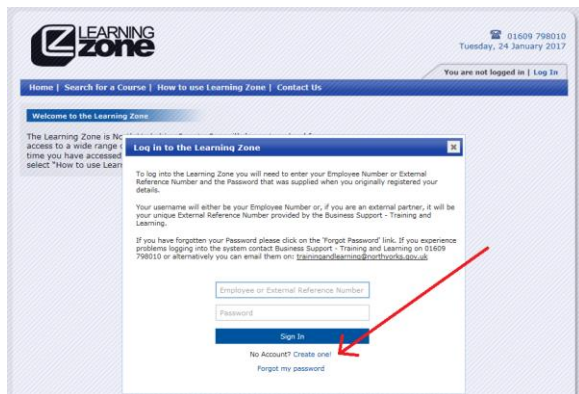 LEARNING
zone
01609 798010
Tuesday, 24 January 2017
You are not logged in | Log In
Home | Search for a Course | How to use Learning Zone | Contact Us
Welcome to the Learning Zone
The Learning Zone is
access to a wide range
time you have accessed
select "How to use Lear
Log in to the Learning Zone
To log into the Learning Zone you will need to enter your Employee Number or External
Reference Number and the Password that was supplied when you originally registered your
details.
Your username will either be your Employee Number or, if you are an external partner, it will be
your unique External Reference Number provided by the Business Support - Training and
Learning.
If you have forgotten your Password please click on the 'Forgot Password' link. If you experience
problems logging into the system contact Business Support - Training and Learning on 01609
798010 or alternatively you can email them on: trainingandlearning@northyorks.gov.uk
Employee or External Reference Number
Password
Sign In
No Account? Create one!
Forgot my password